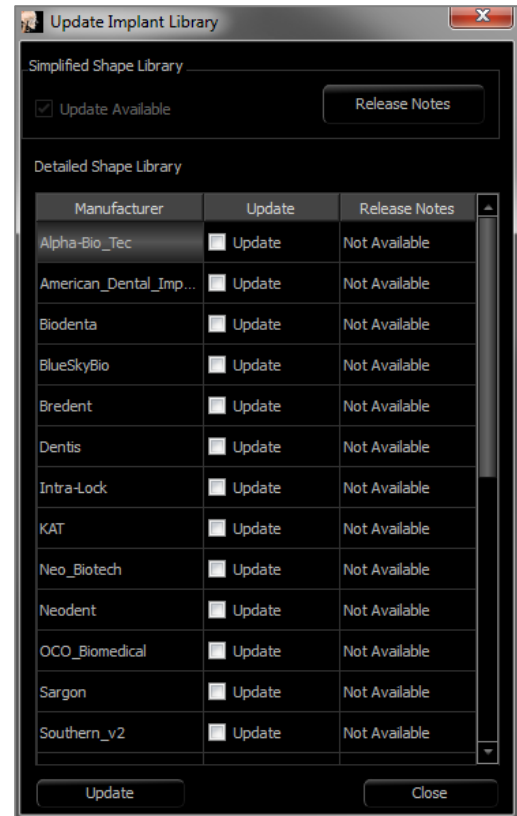 Update Implant Library
Simplified Shape Library
Update Available
Release Notes
Detailed Shape Library
Manufacturer Update Release Notes
Alpha-Bio_Tec Update Not Available
American_Dental_Imp... Update Not Available
Biodenta Update Not Available
BlueSkyBio Update Not Available
Bredent Update Not Available
Dentis Update Not Available
Intra-Lock Update Not Available
KAT Update Not Available
Neo_Biotech Update Not Available
Neodent Update Not Available
OCO_Biomedical Update Not Available
Sargon Update Not Available
Southern_v2 Update Not Available
Update Close